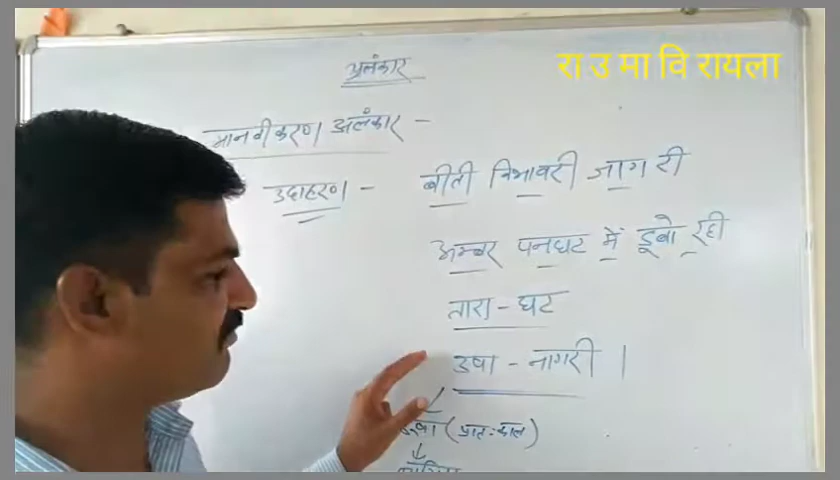 रा उ मा वि रायला
अलंकार
मानवीकरण अलंकार -
उदाहरण - बीती विभावरी जाग री
अम्बर पनघट में डूबो रही
तारा - घट
उषा - नागरी ।
(प्रातःकाल)